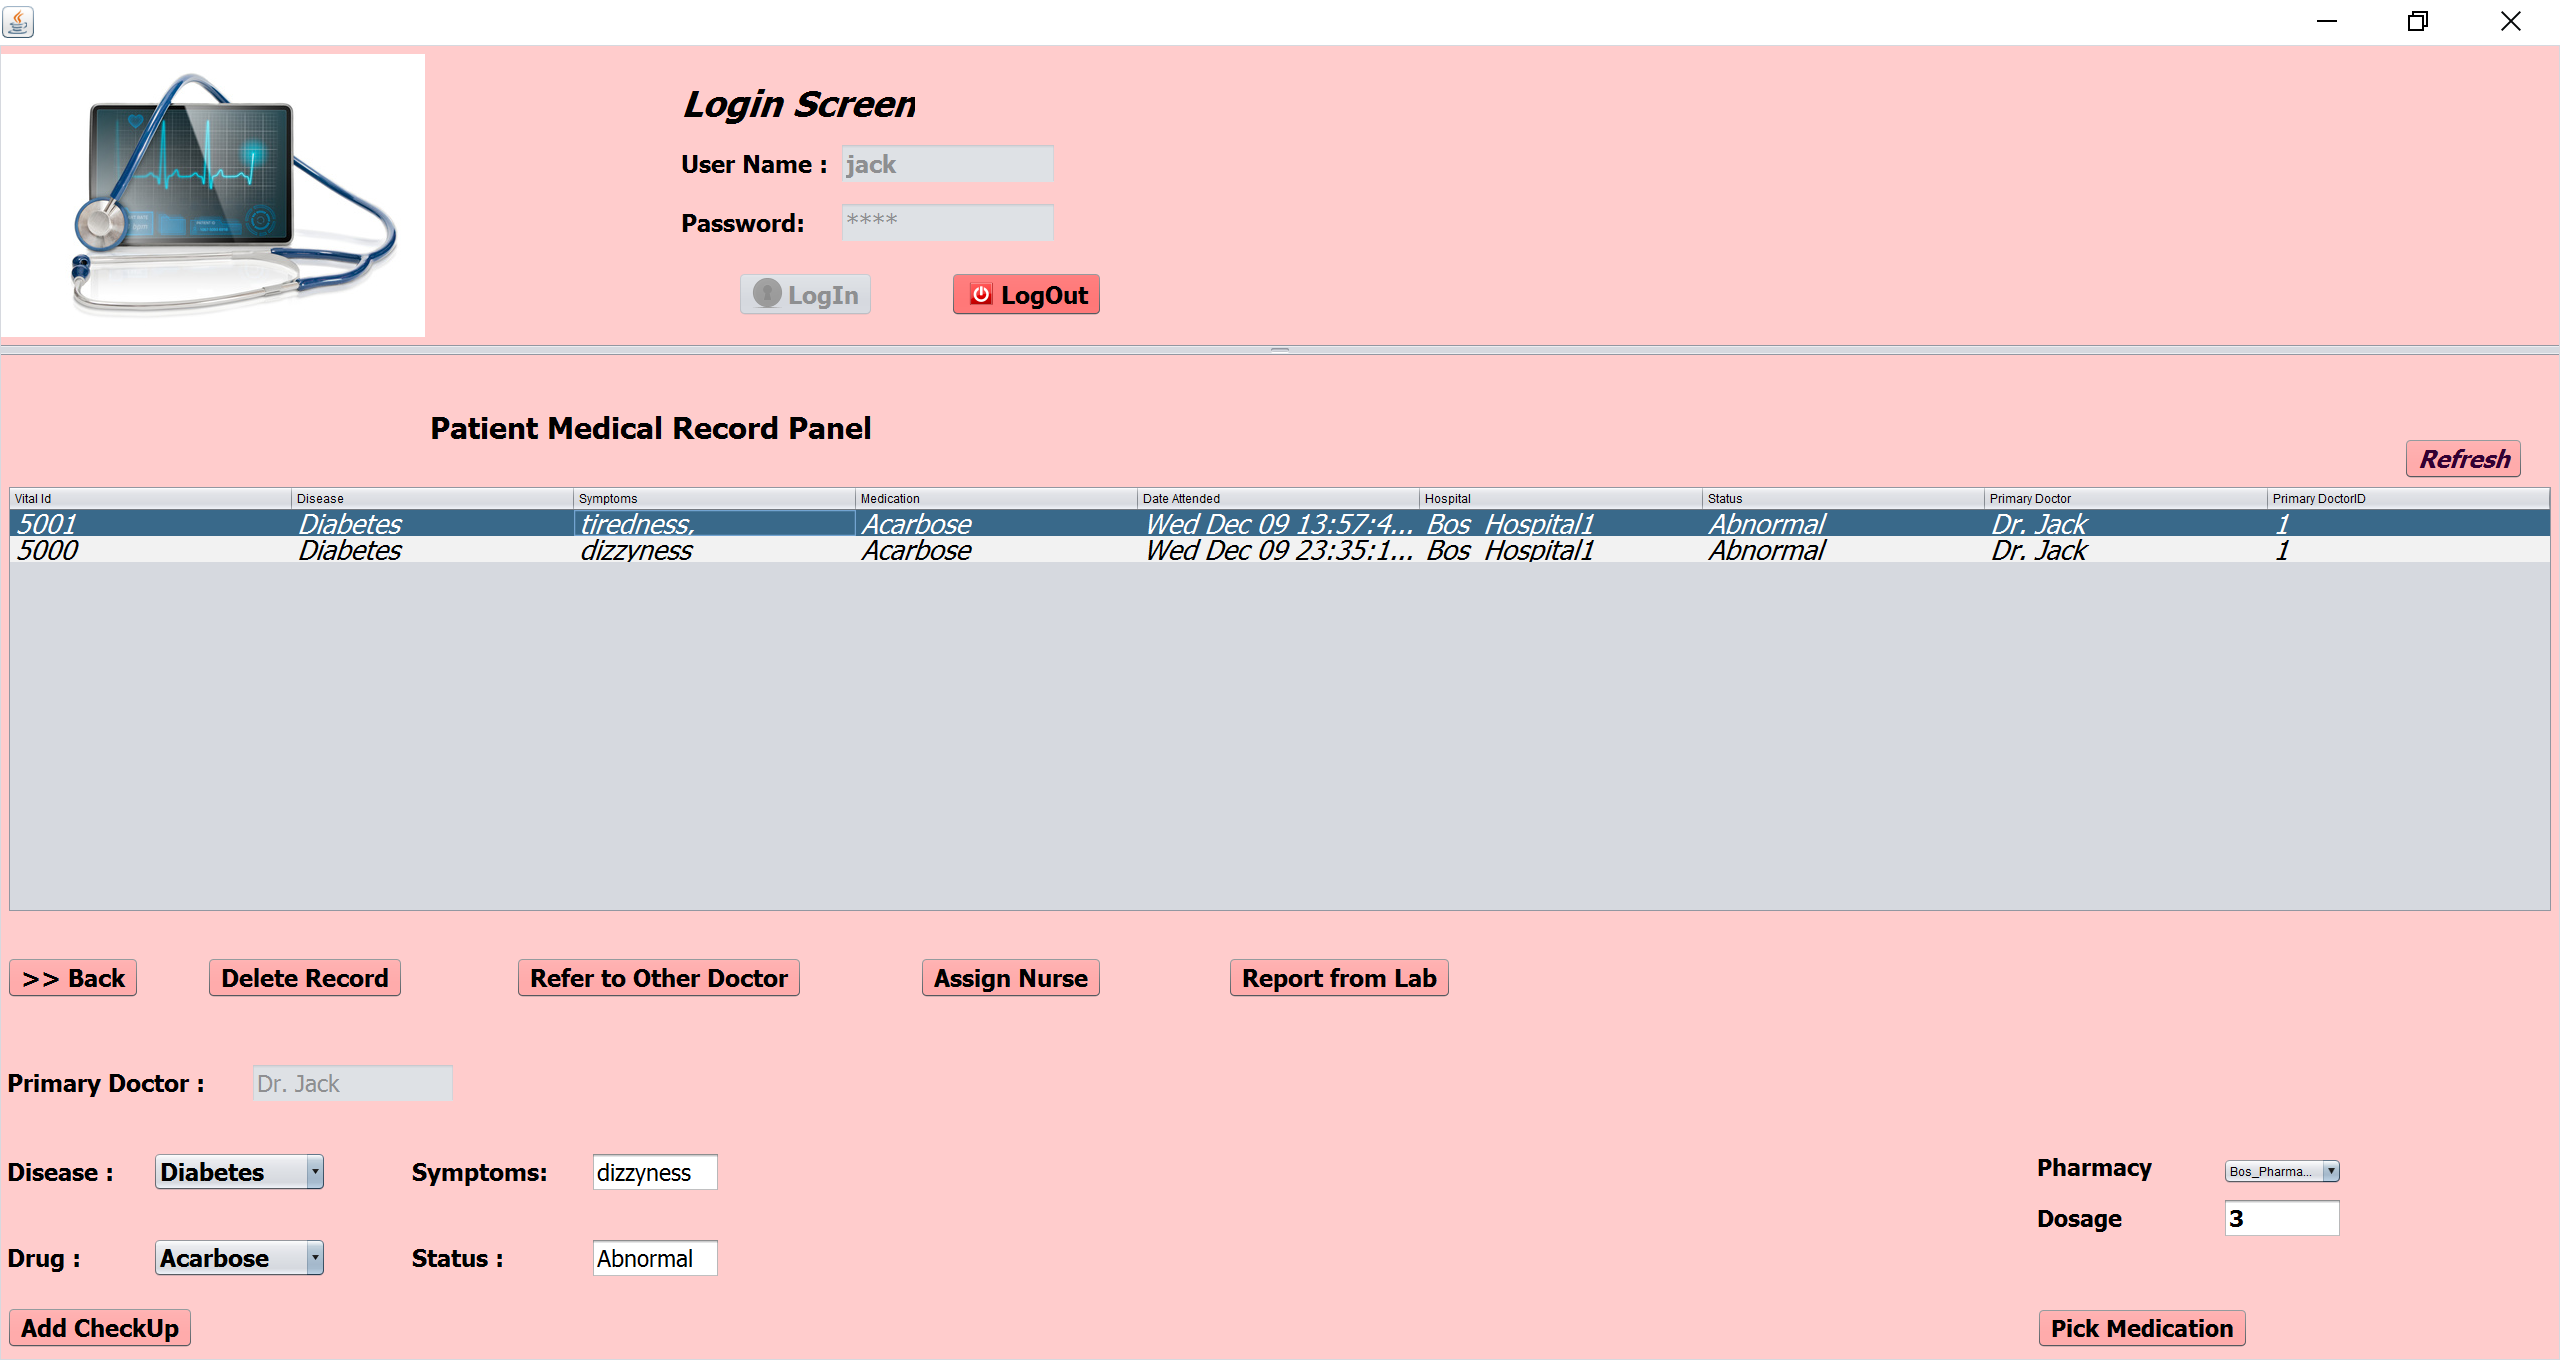 Login Screen
User Name : jack
Password: ****
LogIn LogOut
Patient Medical Record Panel
Refresh
Vital Id Disease Symptoms Medication Date Attended Hospital Status Primary Doctor Primary DoctorID
5001 Diabetes tiredness, Acarbose Wed Dec 09 13:57:4... Bos_Hospital1 Abnormal Dr. Jack 1
5000 Diabetes dizzyness Acarbose Wed Dec 09 23:35:1... Bos_Hospital1 Abnormal Dr. Jack 1
>> Back Delete Record Refer to Other Doctor Assign Nurse Report from Lab
Primary Doctor : Dr. Jack
Disease : Diabetes Symptoms: dizzyness Pharmacy Bos_Pharma...
Dosage 3
Drug : Acarbose Status : Abnormal
Add CheckUp Pick Medication